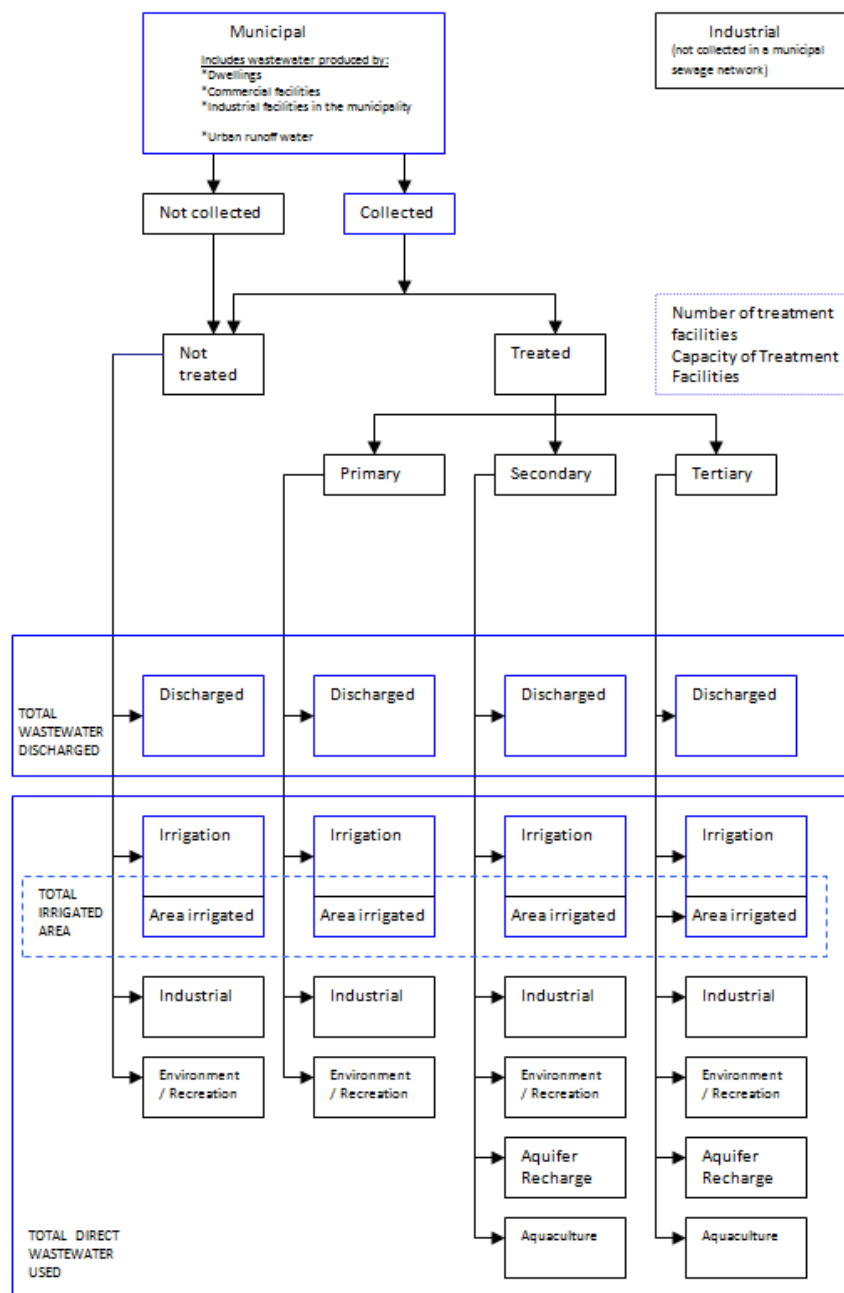 Municipal
Includes wastewater produced by:
*Dwellings
*Commercial facilities
*Industrial facilities in the municipality
*Urban runoff water
Industrial
(not collected in a municipal
sewage network)
Not collected
Collected
Number of treatment
facilities
Capacity of Treatment
Facilities
Not
treated
Treated
Primary
Secondary
Tertiary
TOTAL
WASTEWATER
DISCHARGED
Discharged
Discharged
Discharged
Discharged
Irrigation
Irrigation
Irrigation
Irrigation
TOTAL
IRRIGATED
AREA
Area irrigated
Area irrigated
Area irrigated
Area irrigated
Industrial
Industrial
Industrial
Industrial
Environment
/ Recreation
Environment
/ Recreation
Environment
/ Recreation
Environment
/ Recreation
Aquifer
Recharge
Aquifer
Recharge
TOTAL DIRECT
WASTEWATER
USED
Aquaculture
Aquaculture